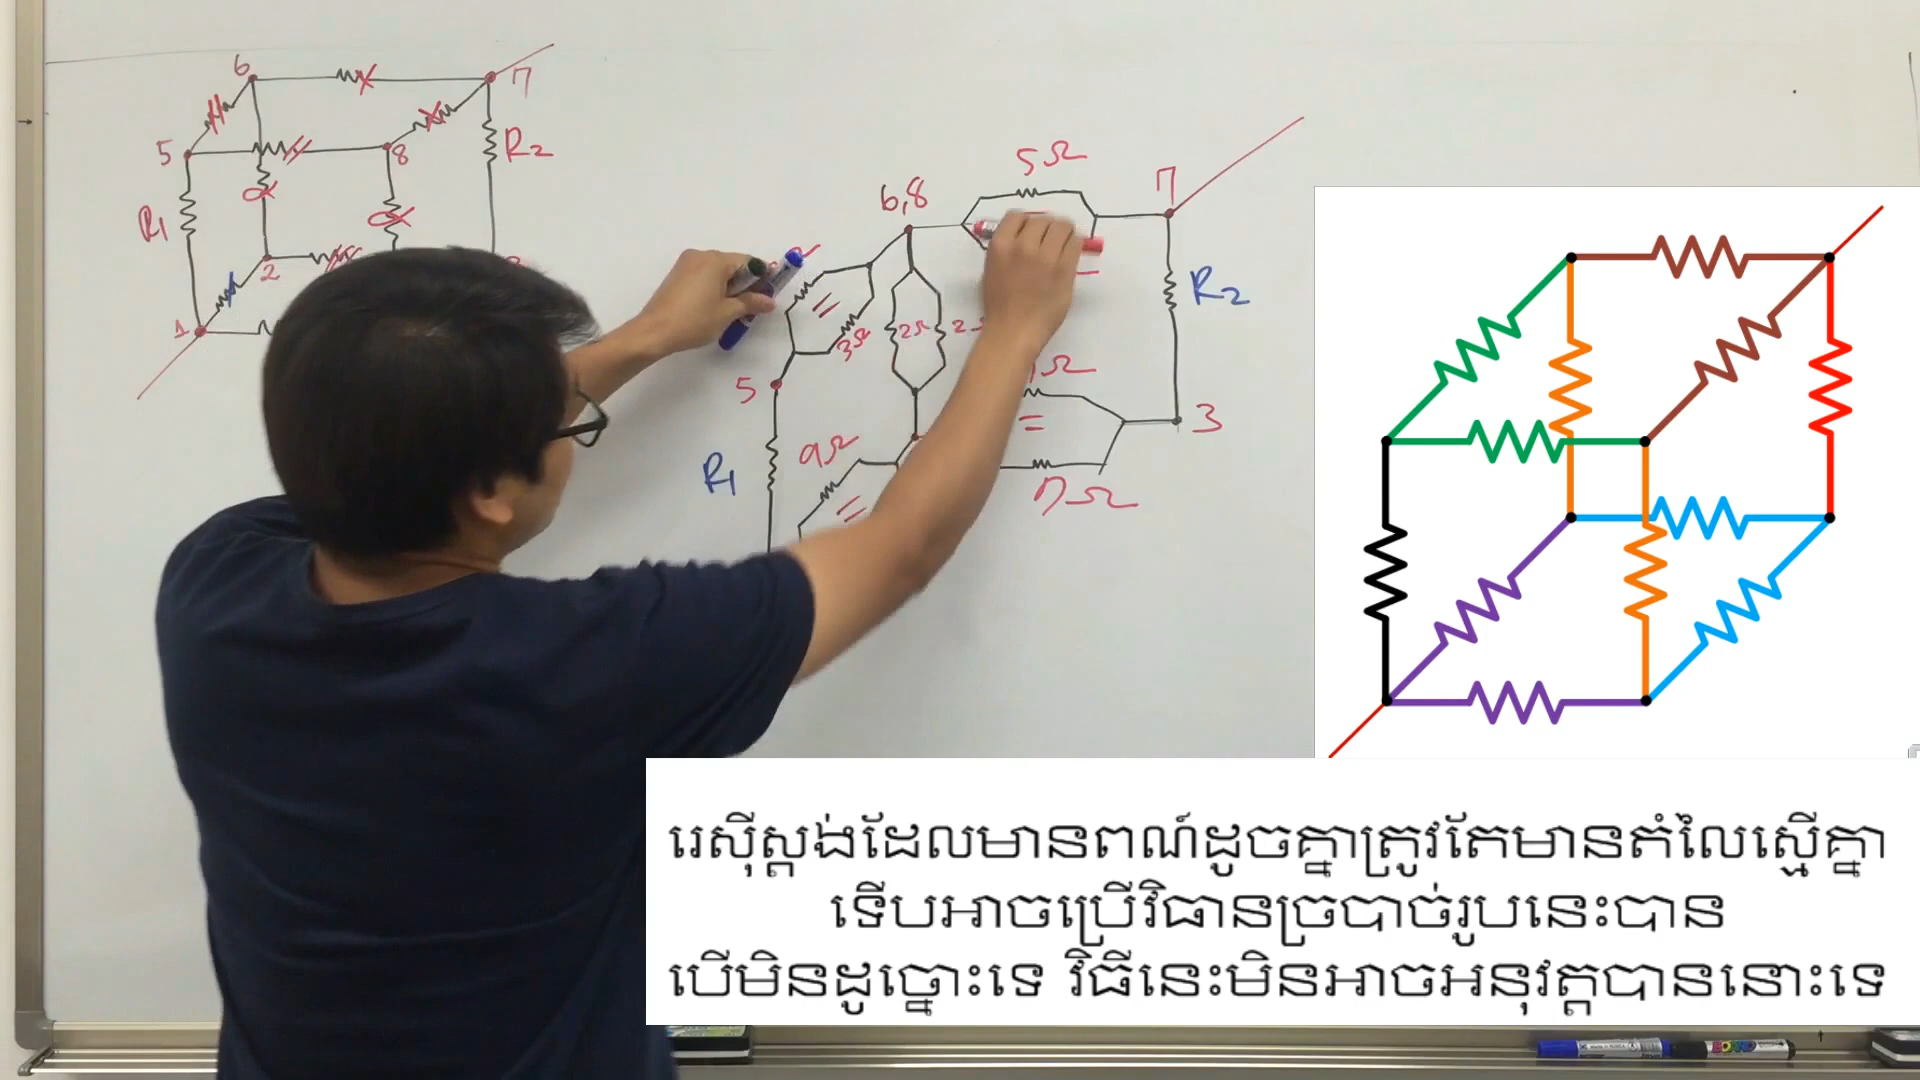 6
7
5
8
R2
R1
2
1
5Ω
7
6,8
R2
3Ω
2Ω
5
3
9Ω
R1
7Ω
រេស៊ីស្តង់ដែលមានពណ៍ដូចគ្នាត្រូវតែមានតំលៃស្មើគ្នា
ទើបអាចប្រើវិធានច្របាច់រូបនេះបាន
បើមិនដូច្នោះទេ វិធីនេះមិនអាចអនុវត្តបាននោះទេ